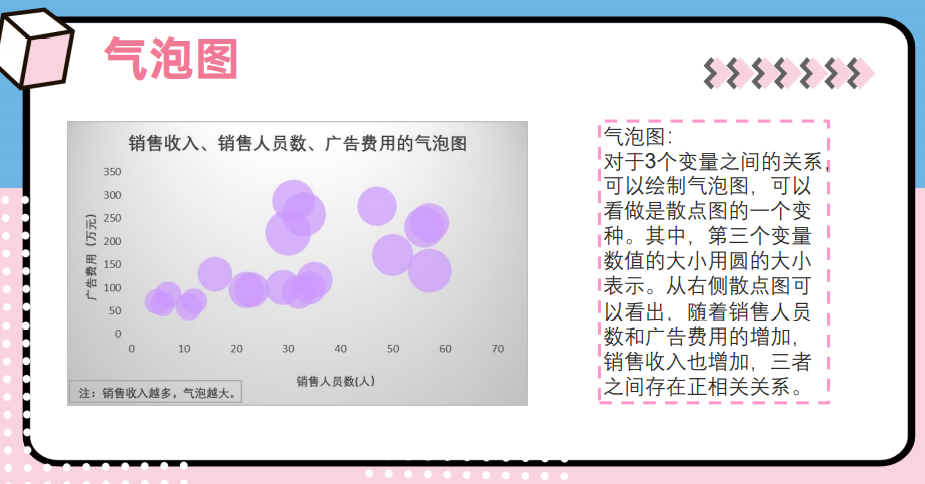 气泡图
销售收入、销售人员数、广告费用的气泡图
350
300
250
200
150
100
50
0
广告费用（万元）
0 10 20 30 40 50 60 70
销售人员数(人)
注：销售收入越多，气泡越大。
气泡图：
对于3个变量之间的关系，
可以绘制气泡图，可以
看做是散点图的一个变
种。其中，第三个变量
数值的大小用圆的大小
表示。从右侧散点图可
以看出，随着销售人员
数和广告费用的增加，
销售收入也增加，三者
之间存在正相关关系。